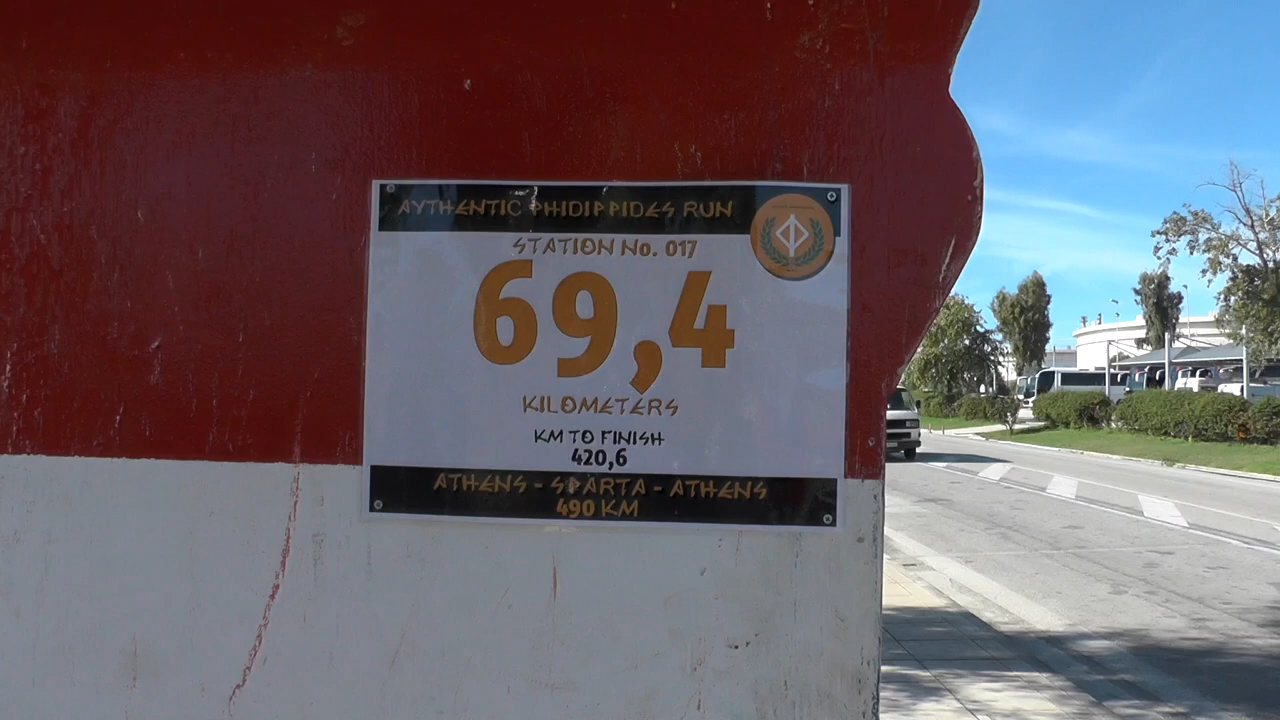 AYTHENTIC PHIDIPPIDES RUN
STATION No. 017
69,4
KILOMETERS
KM TO FINISH
420,6
ATHENS - SPARTA - ATHENS
490 KM